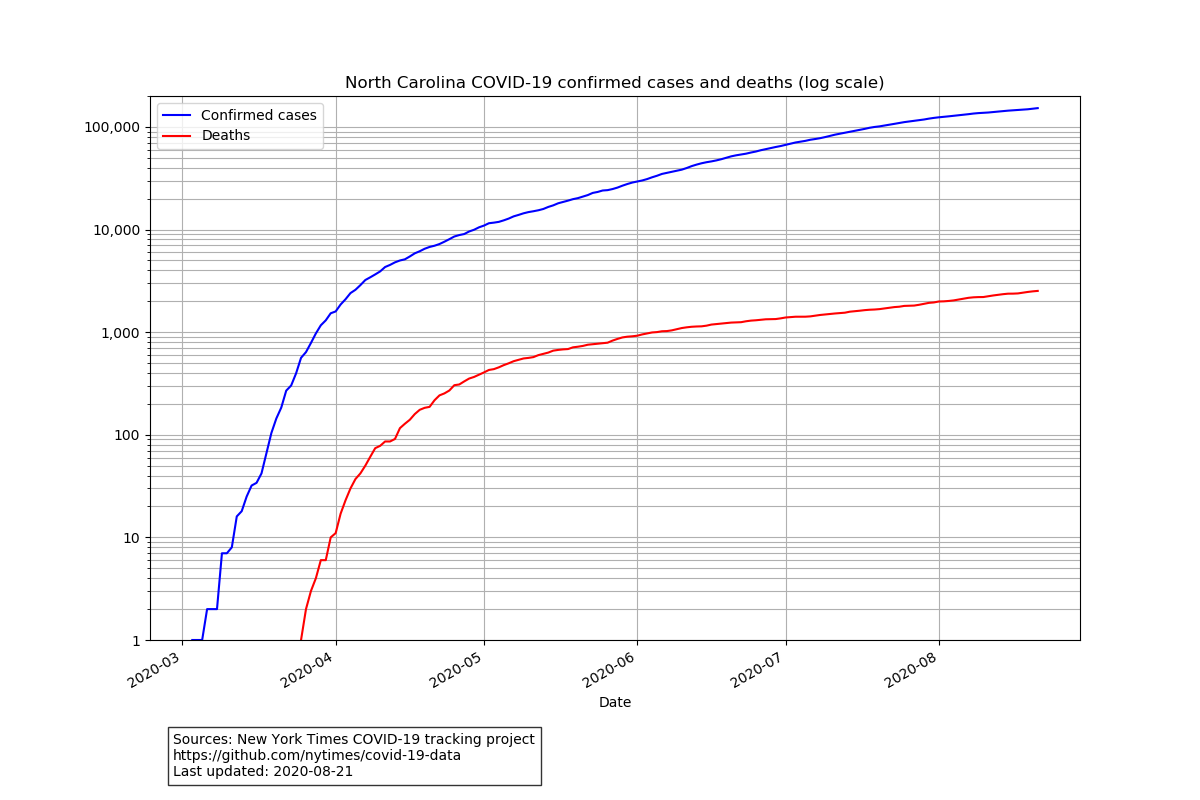 North Carolina COVID-19 confirmed cases and deaths (log scale)
Confirmed cases
Deaths
100,000
10,000
1,000
100
10
1
2020-03
2020-04
2020-05
2020-06
2020-07
2020-08
Date
Sources: New York Times COVID-19 tracking project
https://github.com/nytimes/covid-19-data
Last updated: 2020-08-21